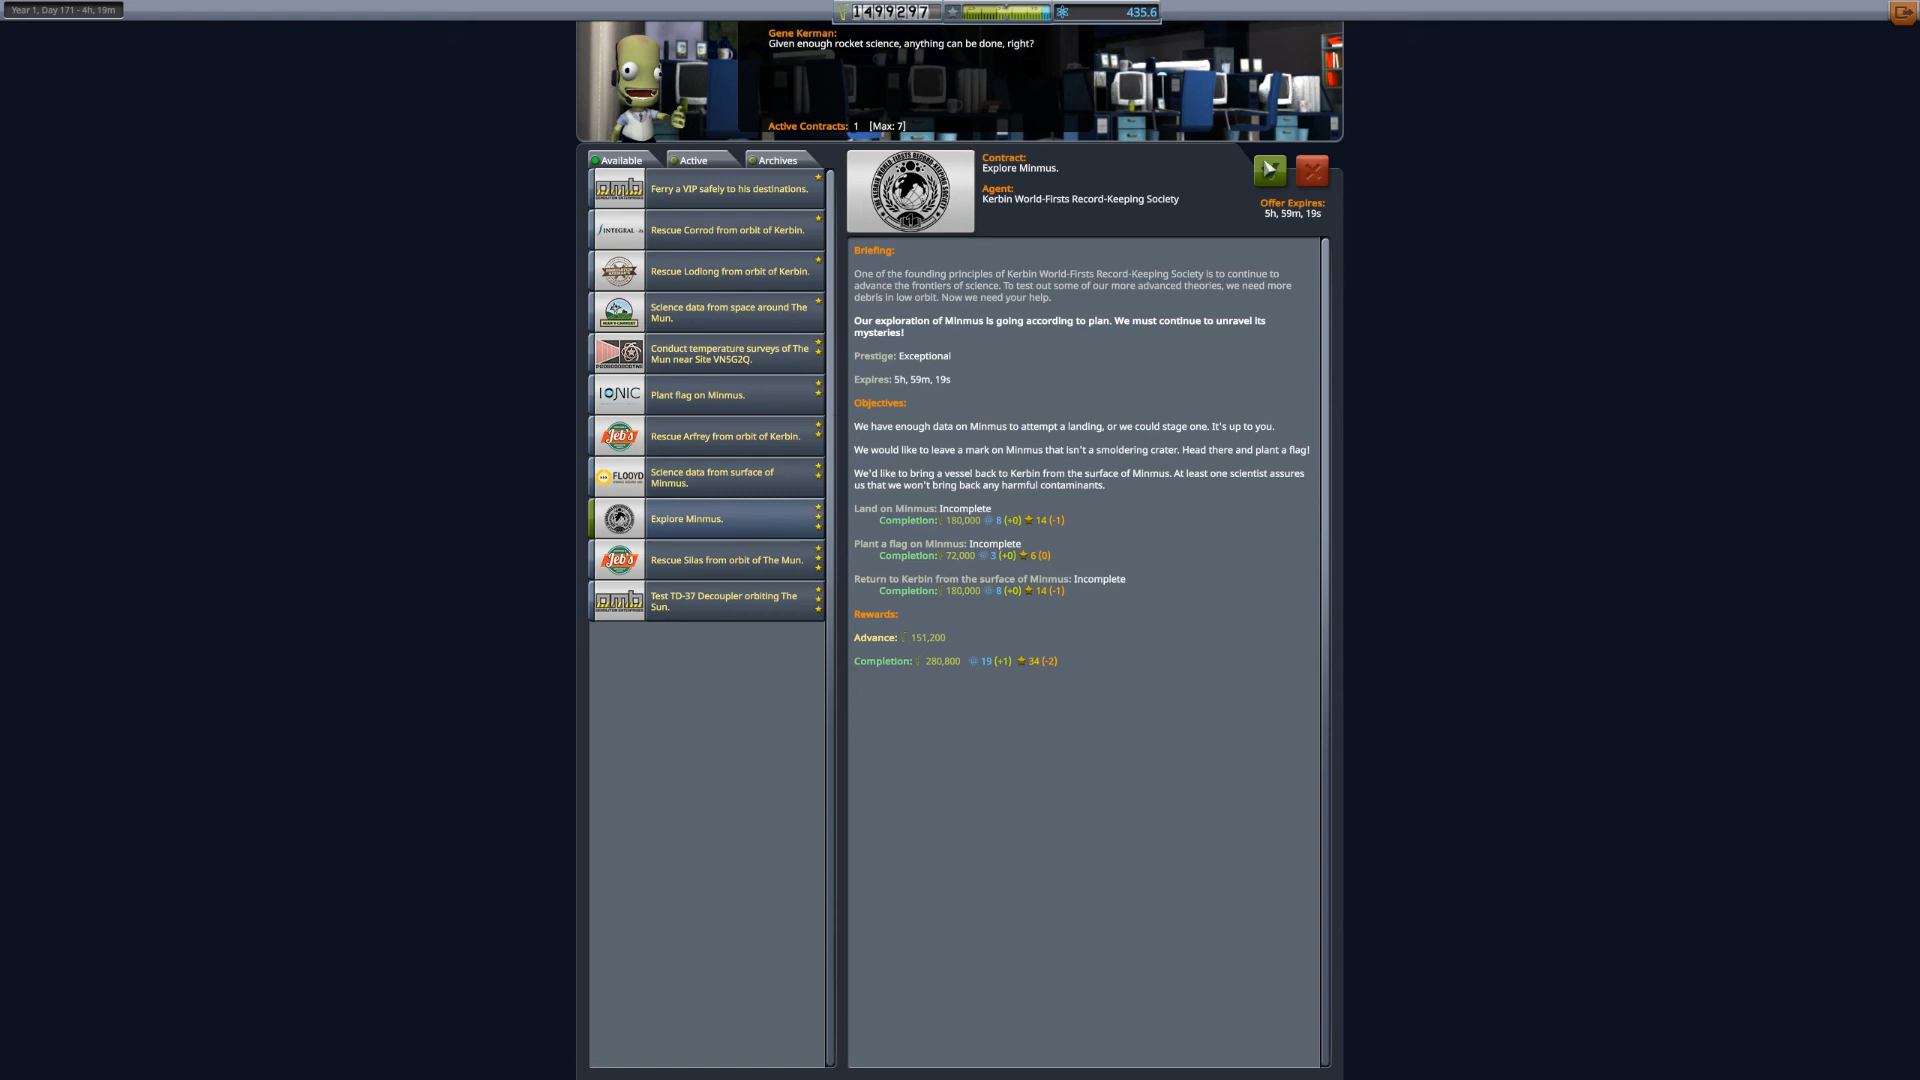 Year 1, Day 171 - 4h, 19m
1499297
435.6
Gene Kerman:
Given enough rocket science, anything can be done, right?
Active Contracts: 1 [Max: 7]
Available
Active
Archives
Ferry a VIP safely to his destinations.
INTEGRAL
Rescue Corrod from orbit of Kerbin.
Rescue Lodlong from orbit of Kerbin.
Science data from space around The
Mun.
Conduct temperature surveys of The
Mun near Site VN5G2Q.
IONIC
Plant flag on Minmus.
Jeb's
Rescue Arfrey from orbit of Kerbin.
FLOOYD
Science data from surface of
Minmus.
Explore Minmus.
Jeb's
Rescue Silas from orbit of The Mun.
Test TD-37 Decoupler orbiting The
Sun.
Contract:
Explore Minmus.
Agent:
Kerbin World-Firsts Record-Keeping Society
Offer Expires:
5h, 59m, 19s
Briefing:
One of the founding principles of Kerbin World-Firsts Record-Keeping Society is to continue to
advance the frontiers of science. To test out some of our more advanced theories, we need more
debris in low orbit. Now we need your help.
Our exploration of Minmus is going according to plan. We must continue to unravel its
mysteries!
Prestige: Exceptional
Expires: 5h, 59m, 19s
Objectives:
We have enough data on Minmus to attempt a landing, or we could stage one. It's up to you.
We would like to leave a mark on Minmus that isn't a smoldering crater. Head there and plant a flag!
We'd like to bring a vessel back to Kerbin from the surface of Minmus. At least one scientist assures
us that we won't bring back any harmful contaminants.
Land on Minmus: Incomplete
Completion: 180,000 8 (+0) 14 (-1)
Plant a flag on Minmus: Incomplete
Completion: 72,000 3 (+0) 6 (0)
Return to Kerbin from the surface of Minmus: Incomplete
Completion: 180,000 8 (+0) 14 (-1)
Rewards:
Advance: 151,200
Completion: 280,800 19 (+1) 34 (-2)